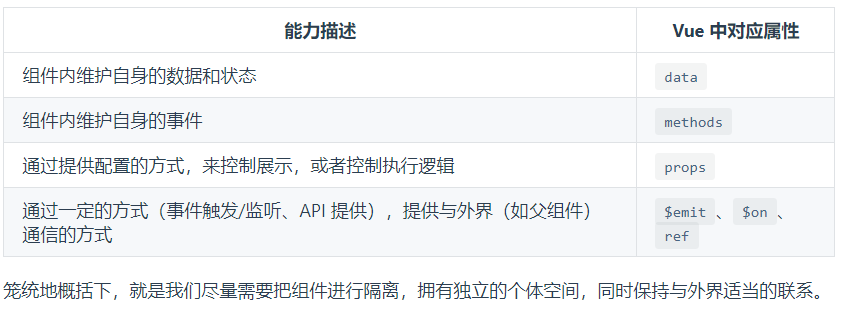 能力描述 Vue 中对应属性
组件内维护自身的数据和状态 data
组件内维护自身的事件 methods
通过提供配置的方式，来控制展示，或者控制执行逻辑 props
通过一定的方式（事件触发/监听、API 提供），提供与外界（如父组件） $emit 、 $on 、
通信的方式 ref
笼统地概括下，就是我们尽量需要把组件进行隔离，拥有独立的个体空间，同时保持与外界适当的联系。